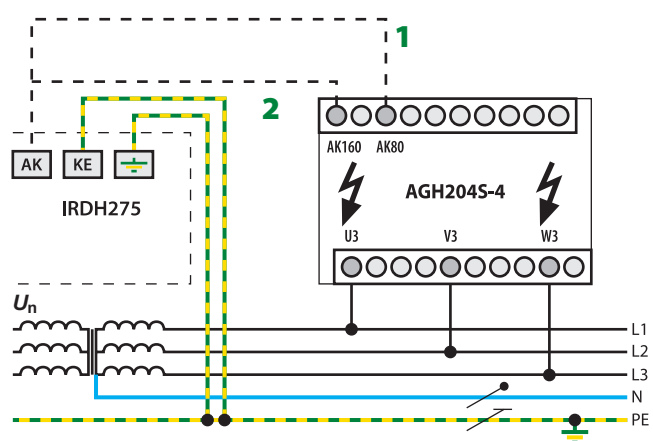 1
2
AK160 AK80
AK KE
IRDH275
AGH204S-4
U3 V3 W3
Un
L1
L2
L3
N
PE